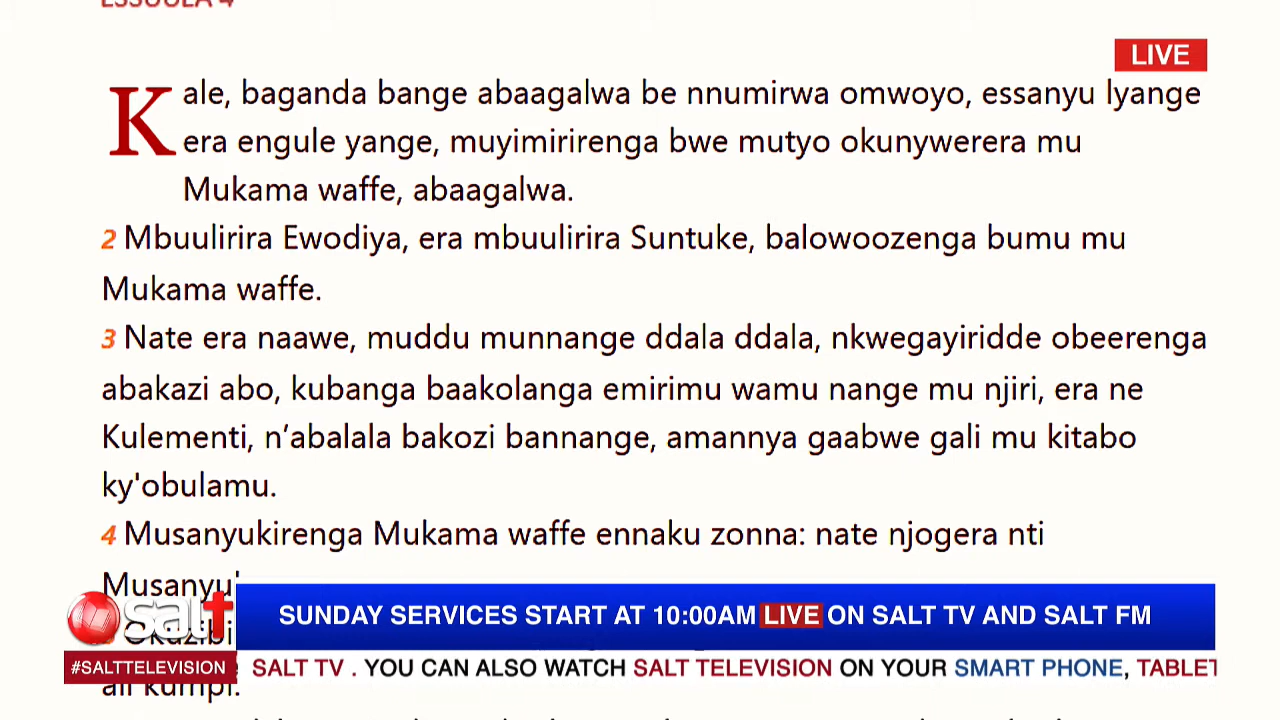 ESSUULA 4
LIVE
Kale, baganda bange abaagalwa be nnumirwa omwoyo, essanyu lyange
era engule yange, muyimirirenga bwe mutyo okunywerera mu
Mukama waffe, abaagalwa.
2 Mbuulirira Ewodiya, era mbuulirira Suntuke, balowoozenga bumu mu
Mukama waffe.
3 Nate era naawe, muddu munnange ddala ddala, nkwegayiridde obeerenga
abakazi abo, kubanga baakolanga emirimu wamu nange mu njiri, era ne
Kulementi, n’abalala bakozi bannange, amannya gaabwe gali mu kitabo
ky'obulamu.
4 Musanyukirenga Mukama waffe ennaku zonna: nate njogera nti
salt
SUNDAY SERVICES START AT 10:00AM LIVE ON SALT TV AND SALT FM
#SALTTELEVISION
SALT TV . YOU CAN ALSO WATCH SALT TELEVISION ON YOUR SMART PHONE, TABLET
ali kumpi.